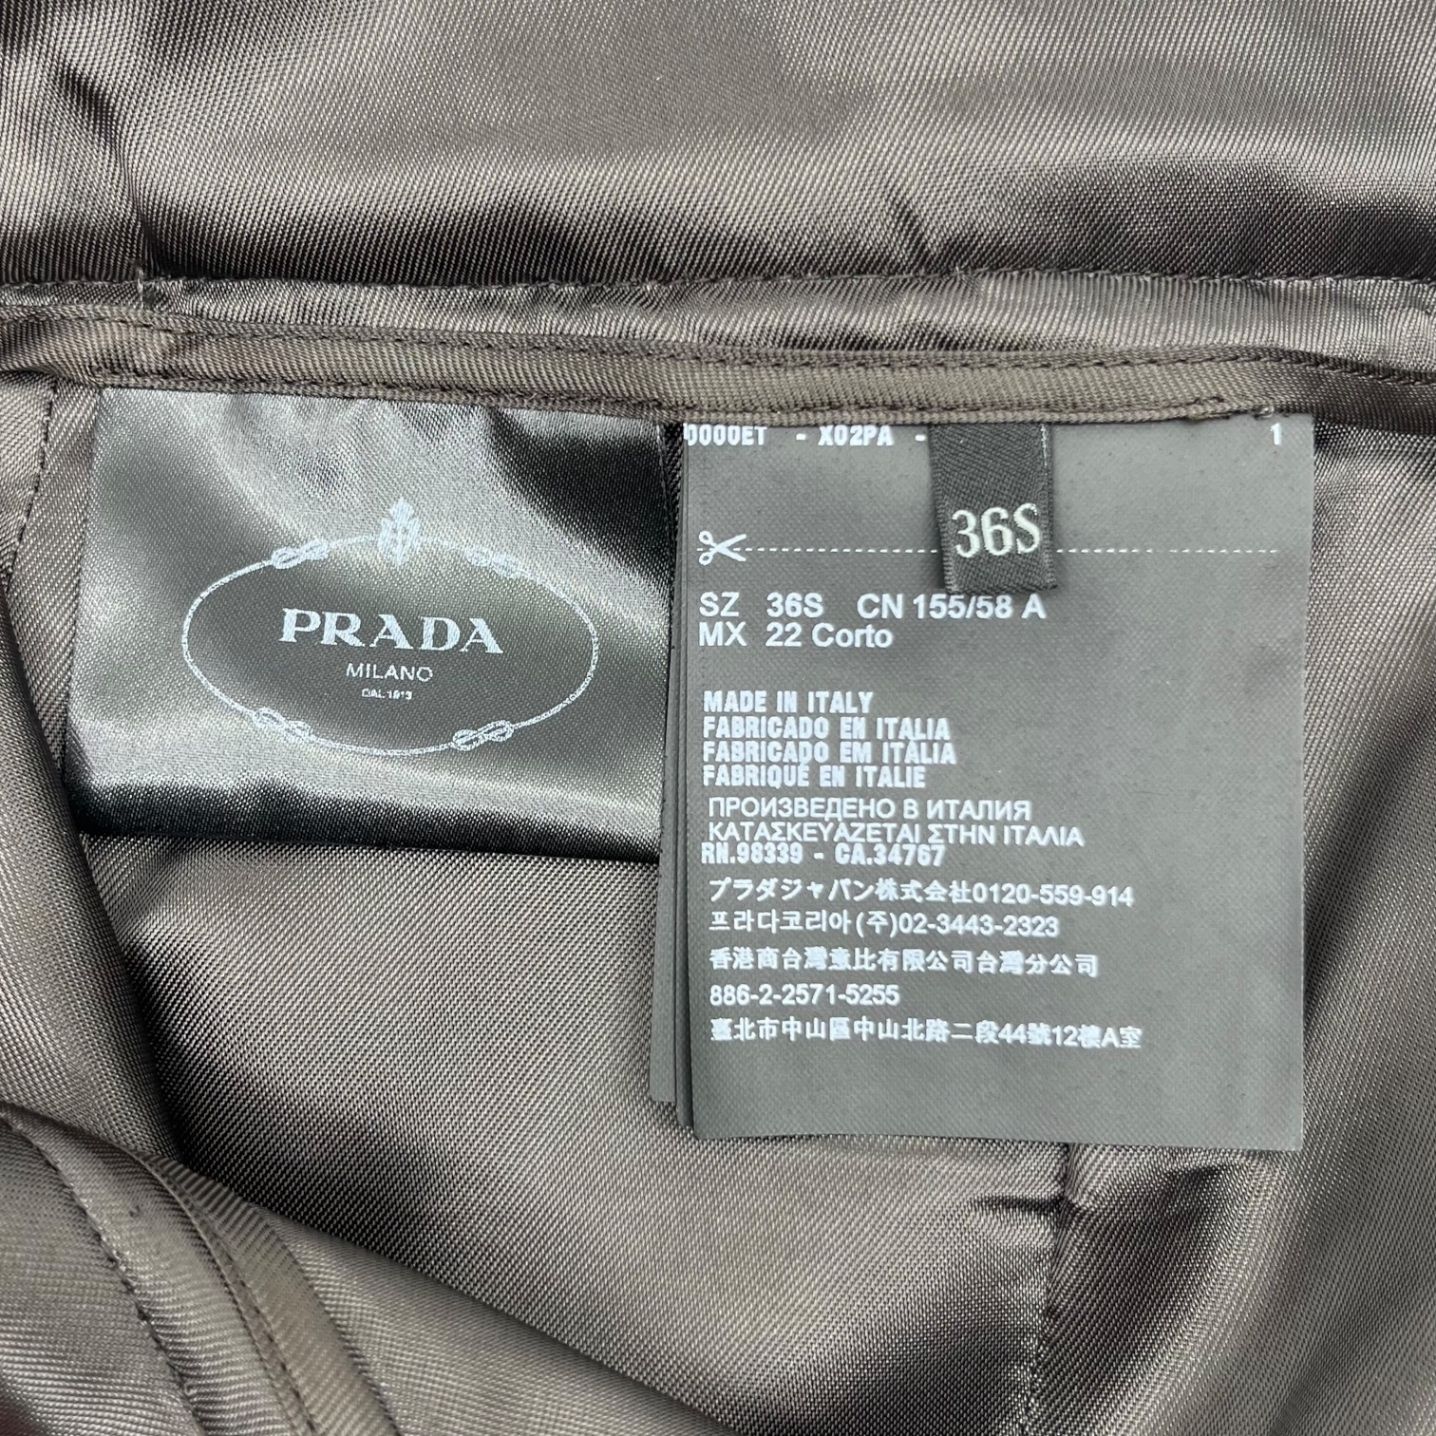 PRADA
MILANO
DAL 1913
0000ET - X02PA - 1
36S
SZ 36S CN 155/58 A
MX 22 Corto
MADE IN ITALY
FABRICADO EN ITALIA
FABRICADO EM ITÁLIA
FABRIQUÉ EN ITALIE
ПРОИЗВЕДЕНО В ИТАЛИЯ
ΚΑΤΑΣΚΕΥΑΖΕΤΑΙ ΣΤΗΝ ΙΤΑΛΙΑ
RN.98339 - CA.34767
プラダジャパン株式会社0120-559-914
프라다코리아(주)02-3443-2323
香港商台灣意比有限公司台灣分公司
886-2-2571-5255
臺北市中山區中山北路二段44號12樓A室